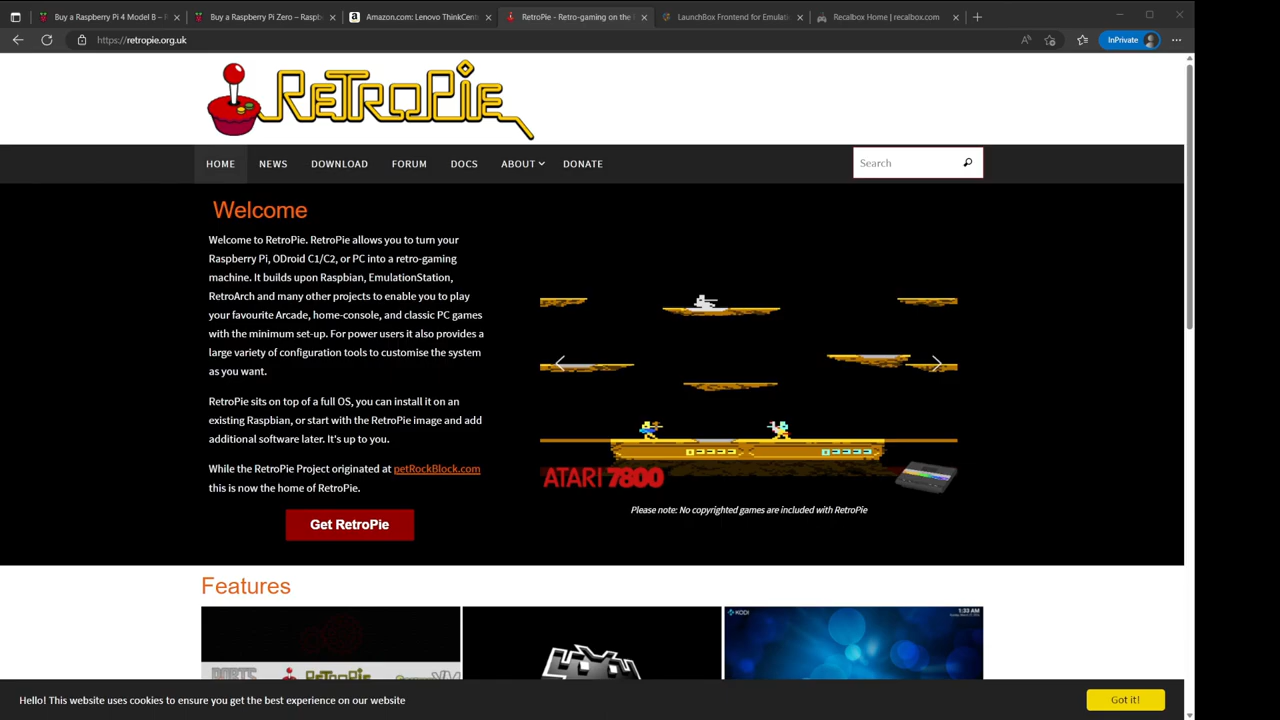 Buy a Raspberry Pi 4 Model B –
Buy a Raspberry Pi Zero – Raspb
Amazon.com: Lenovo ThinkCent
RetroPie - Retro-gaming on the
LaunchBox Frontend for Emulati
Recalbox Home | recalbox.com
https://retropie.org.uk
InPrivate
RETROPIE
HOME
NEWS
DOWNLOAD
FORUM
DOCS
ABOUT
DONATE
Search
Welcome
Welcome to RetroPie. RetroPie allows you to turn your
Raspberry Pi, ODroid C1/C2, or PC into a retro-gaming
machine. It builds upon Raspbian, EmulationStation,
RetroArch and many other projects to enable you to play
your favourite Arcade, home-console, and classic PC games
with the minimum set-up. For power users it also provides a
large variety of configuration tools to customise the system
as you want.
RetroPie sits on top of a full OS, you can install it on an
existing Raspbian, or start with the RetroPie image and add
additional software later. It's up to you.
While the RetroPie Project originated at petRockBlock.com
this is now the home of RetroPie.
Get RetroPie
ATARI 7800
Please note: No copyrighted games are included with RetroPie
Features
PORTS
RETROPIE
KODI
1:33 AM
Hello! This website uses cookies to ensure you get the best experience on our website
Got it!